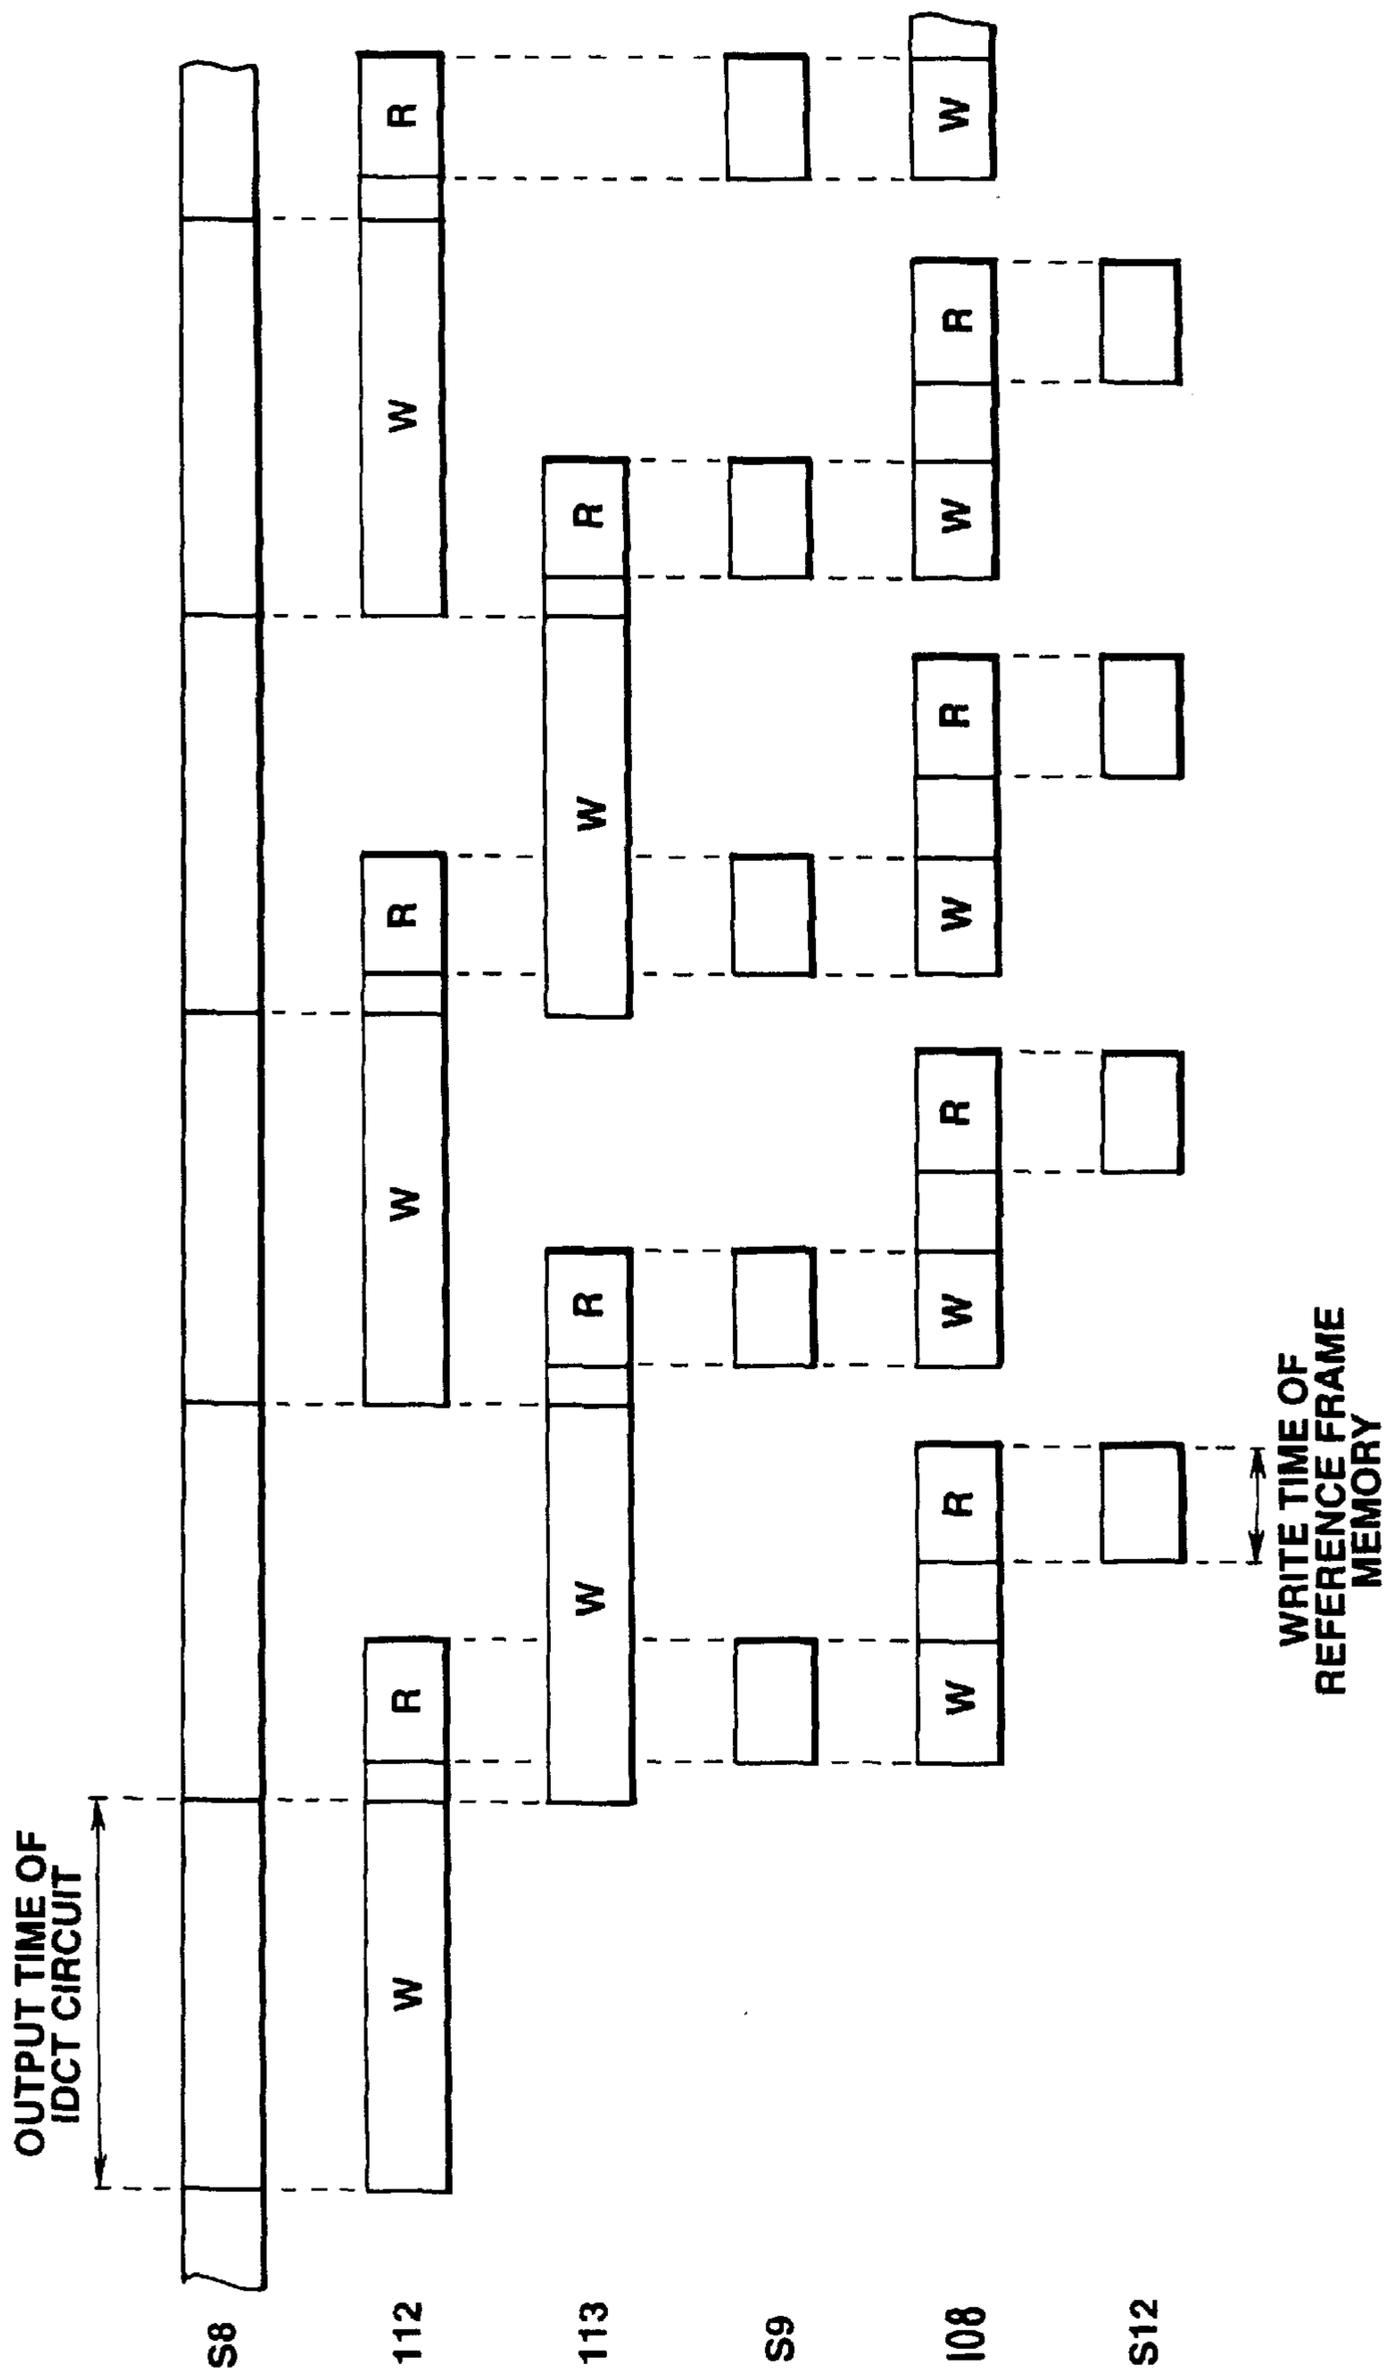 OUTPUT TIME OF
IDCT CIRCUIT
S8
112 W R W R W R
113 W R W R
S9
108 W R W R W R W R W
S12
WRITE TIME OF
REFERENCE FRAME
MEMORY